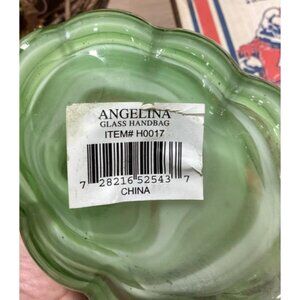 ANGELINA
GLASS HANDBAG
ITEM# H0017
7 28216 52543 7
CHINA